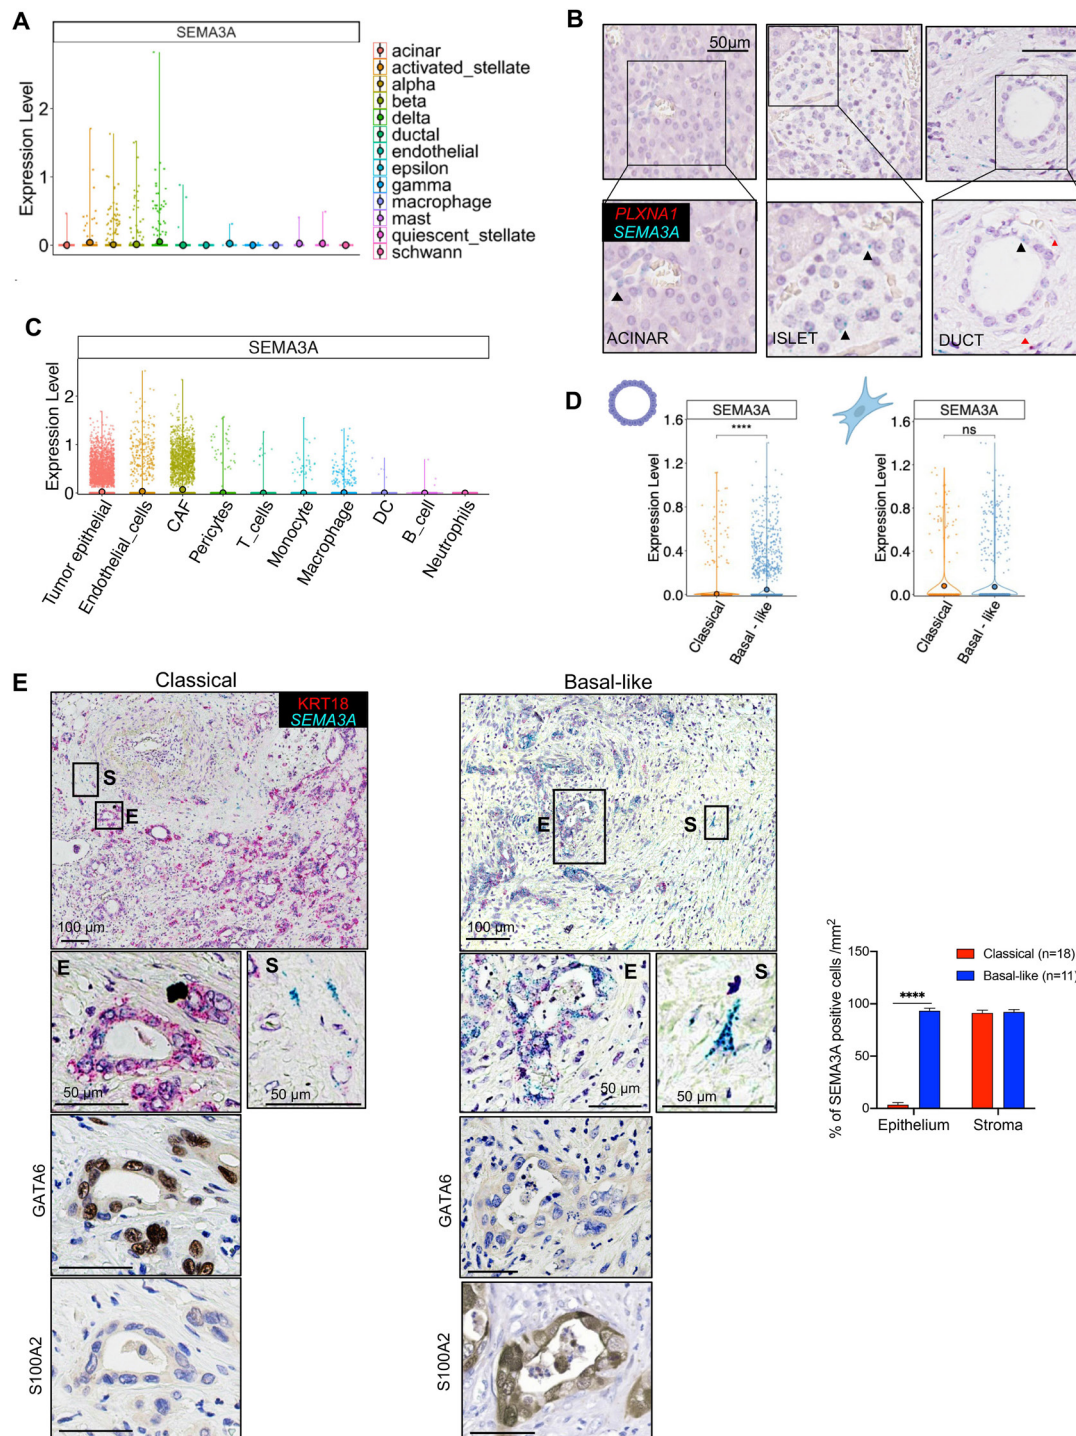 A
SEMA3A
Expression Level
2
1
0
acinar
activated_stellate
alpha
beta
delta
ductal
endothelial
epsilon
gamma
macrophage
mast
quiescent_stellate
schwann
B
50μm
PLXNA1
SEMA3A
ACINAR
ISLET
DUCT
C
SEMA3A
Expression Level
2
1
0
Tumor epithelial
Endothelial_cells
CAF
Pericytes
T_cells
Monocyte
Macrophage
DC
B_cell
Neutrophils
D
SEMA3A
****
Expression Level
1.6
1.2
0.8
0.4
0.0
Classical
Basal - like
SEMA3A
ns
Expression Level
1.6
1.2
0.8
0.4
0.0
Classical
Basal - like
E
Classical
KRT18
SEMA3A
S
E
100 μm
E
50 μm
S
50 μm
GATA6
S100A2
Basal-like
E
S
100 μm
E
50 μm
S
50 μm
GATA6
S100A2
% of SEMA3A positive cells /mm2
150
100
50
0
****
Classical (n=18)
Basal-like (n=11)
Epithelium
Stroma